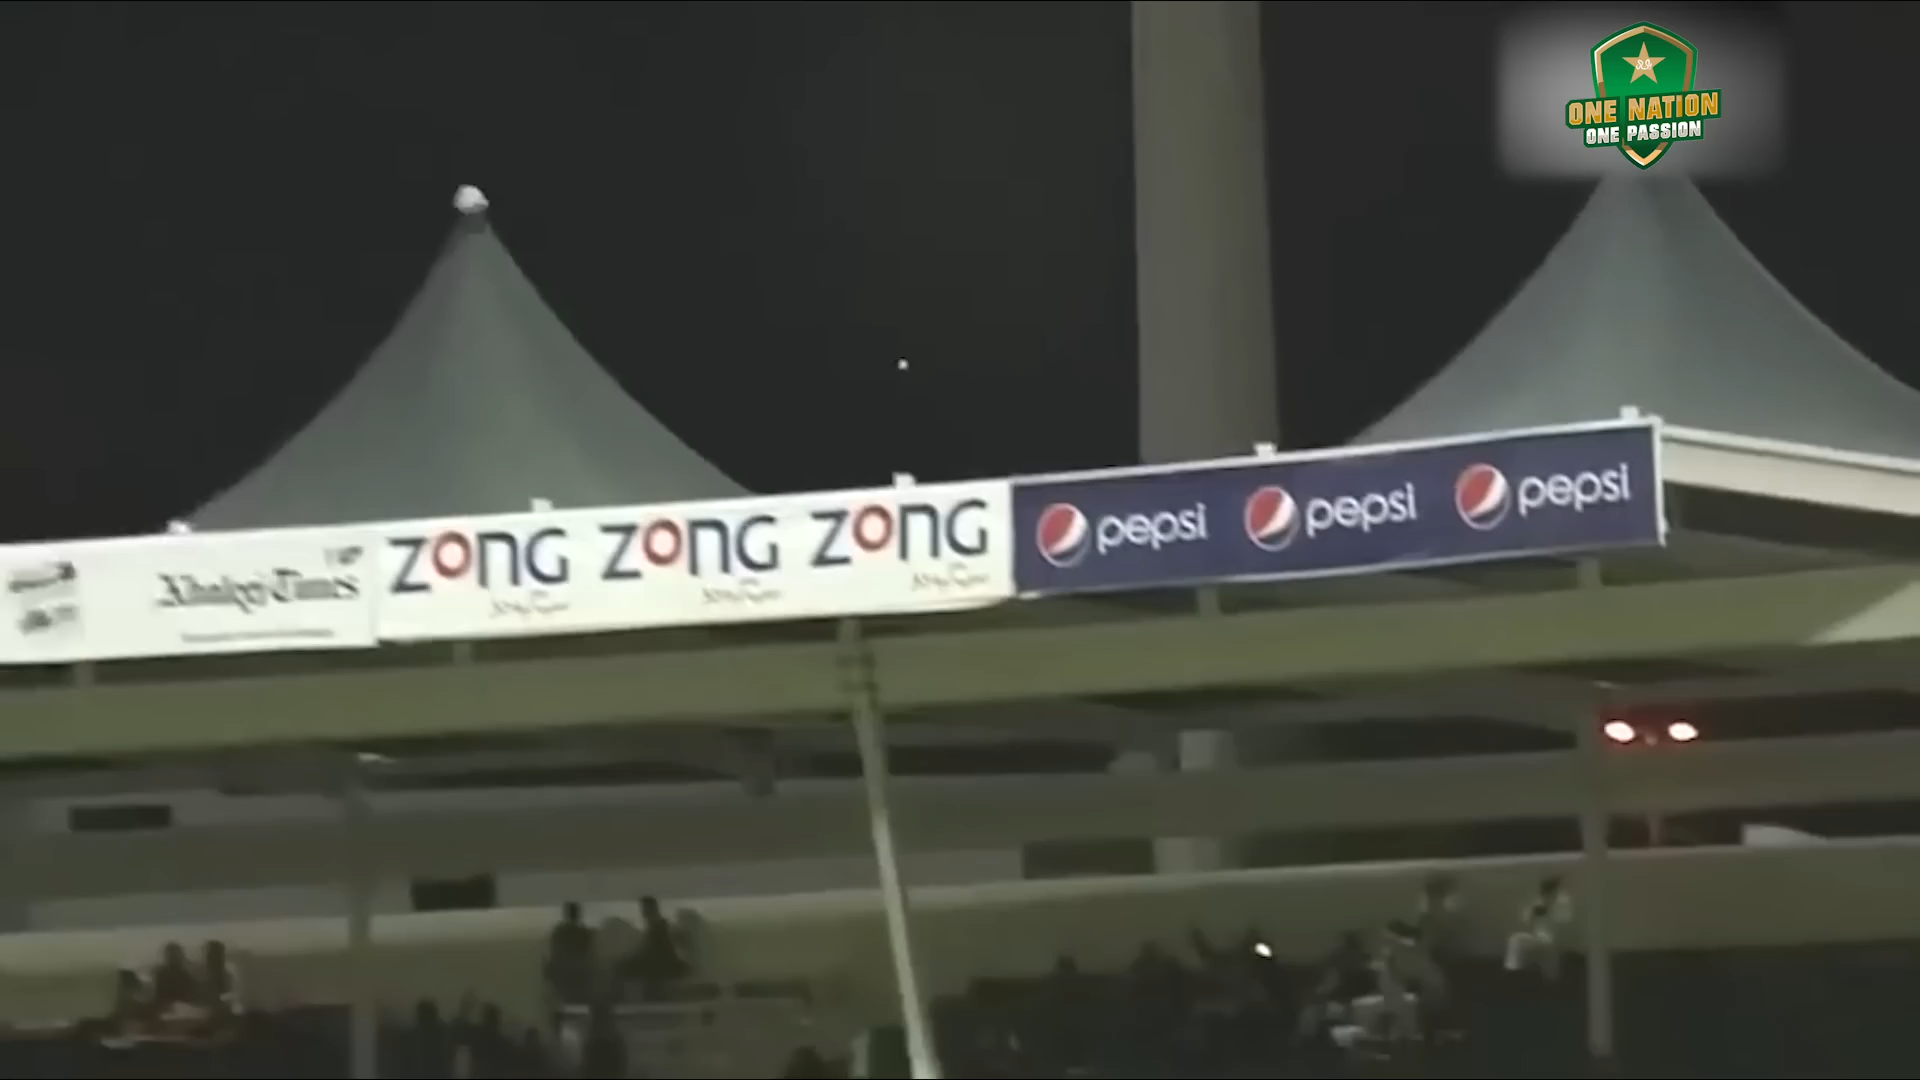 ONE NATION
ONE PASSION
Khaleej Times
zong zong zong
pepsi pepsi pepsi